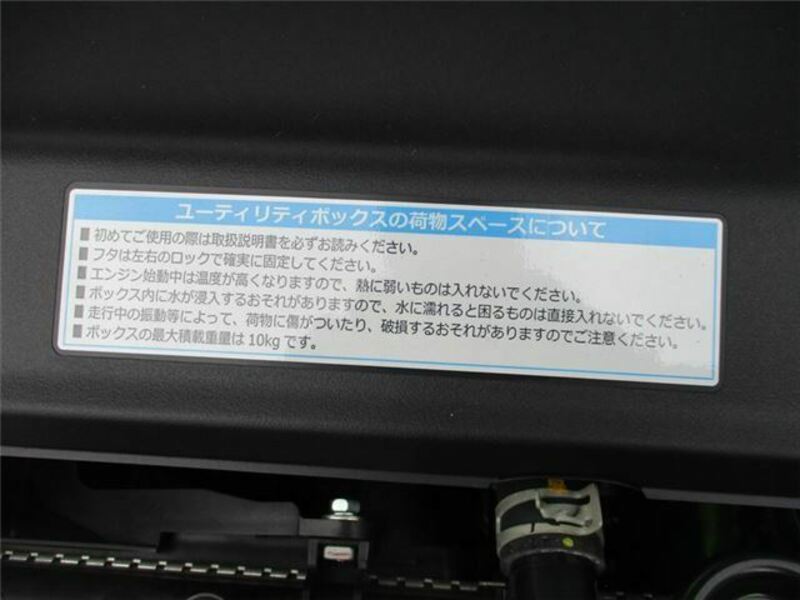 ユーティリティボックスの荷物スペースについて
■ 初めてご使用の際は取扱説明書を必ずお読みください。
■ フタは左右のロックで確実に固定してください。
■ エンジン始動中は温度が高くなりますので、熱に弱いものは入れないでください。
■ ボックス内に水が浸入するおそれがありますので、水に濡れると困るものは直接入れないでください。
■ 走行中の振動等によって、荷物に傷がついたり、破損するおそれがありますのでご注意ください。
■ ボックスの最大積載重量は10kgです。